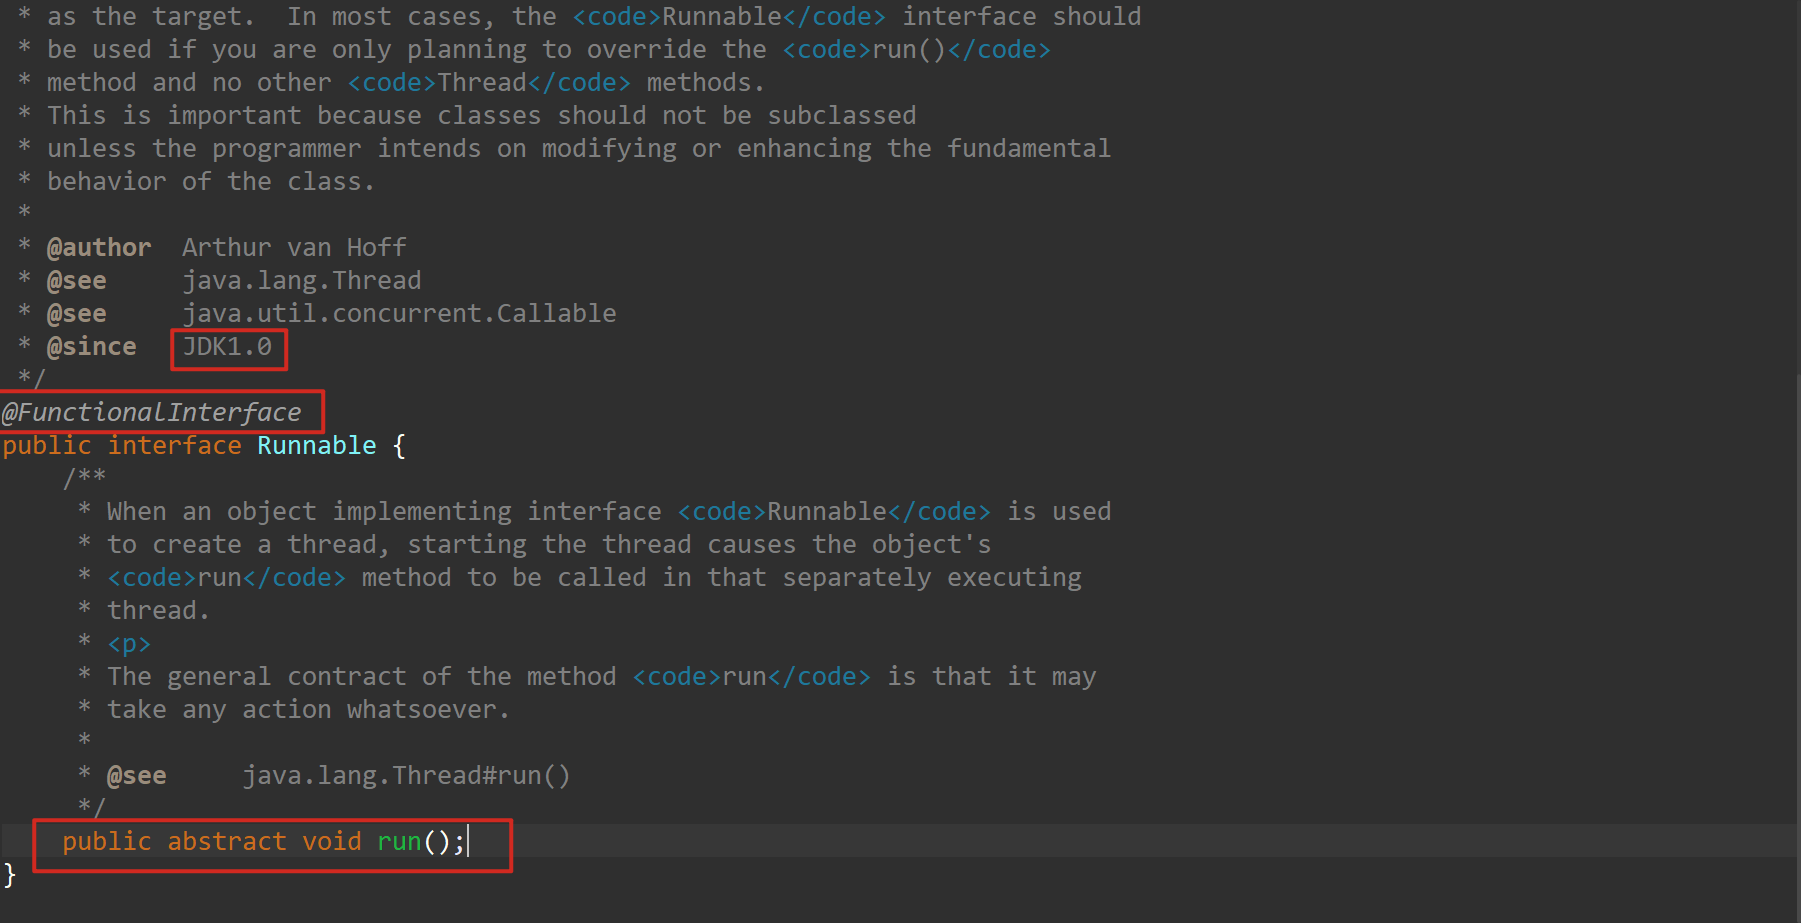 * as the target.  In most cases, the <code>Runnable</code> interface should
* be used if you are only planning to override the <code>run()</code>
* method and no other <code>Thread</code> methods.
* This is important because classes should not be subclassed
* unless the programmer intends on modifying or enhancing the fundamental
* behavior of the class.
*
* @author  Arthur van Hoff
* @see     java.lang.Thread
* @see     java.util.concurrent.Callable
* @since   JDK1.0
*/
@FunctionalInterface
public interface Runnable {
    /**
     * When an object implementing interface <code>Runnable</code> is used
     * to create a thread, starting the thread causes the object's
     * <code>run</code> method to be called in that separately executing
     * thread.
     * <p>
     * The general contract of the method <code>run</code> is that it may
     * take any action whatsoever.
     *
     * @see     java.lang.Thread#run()
     */
    public abstract void run();
}